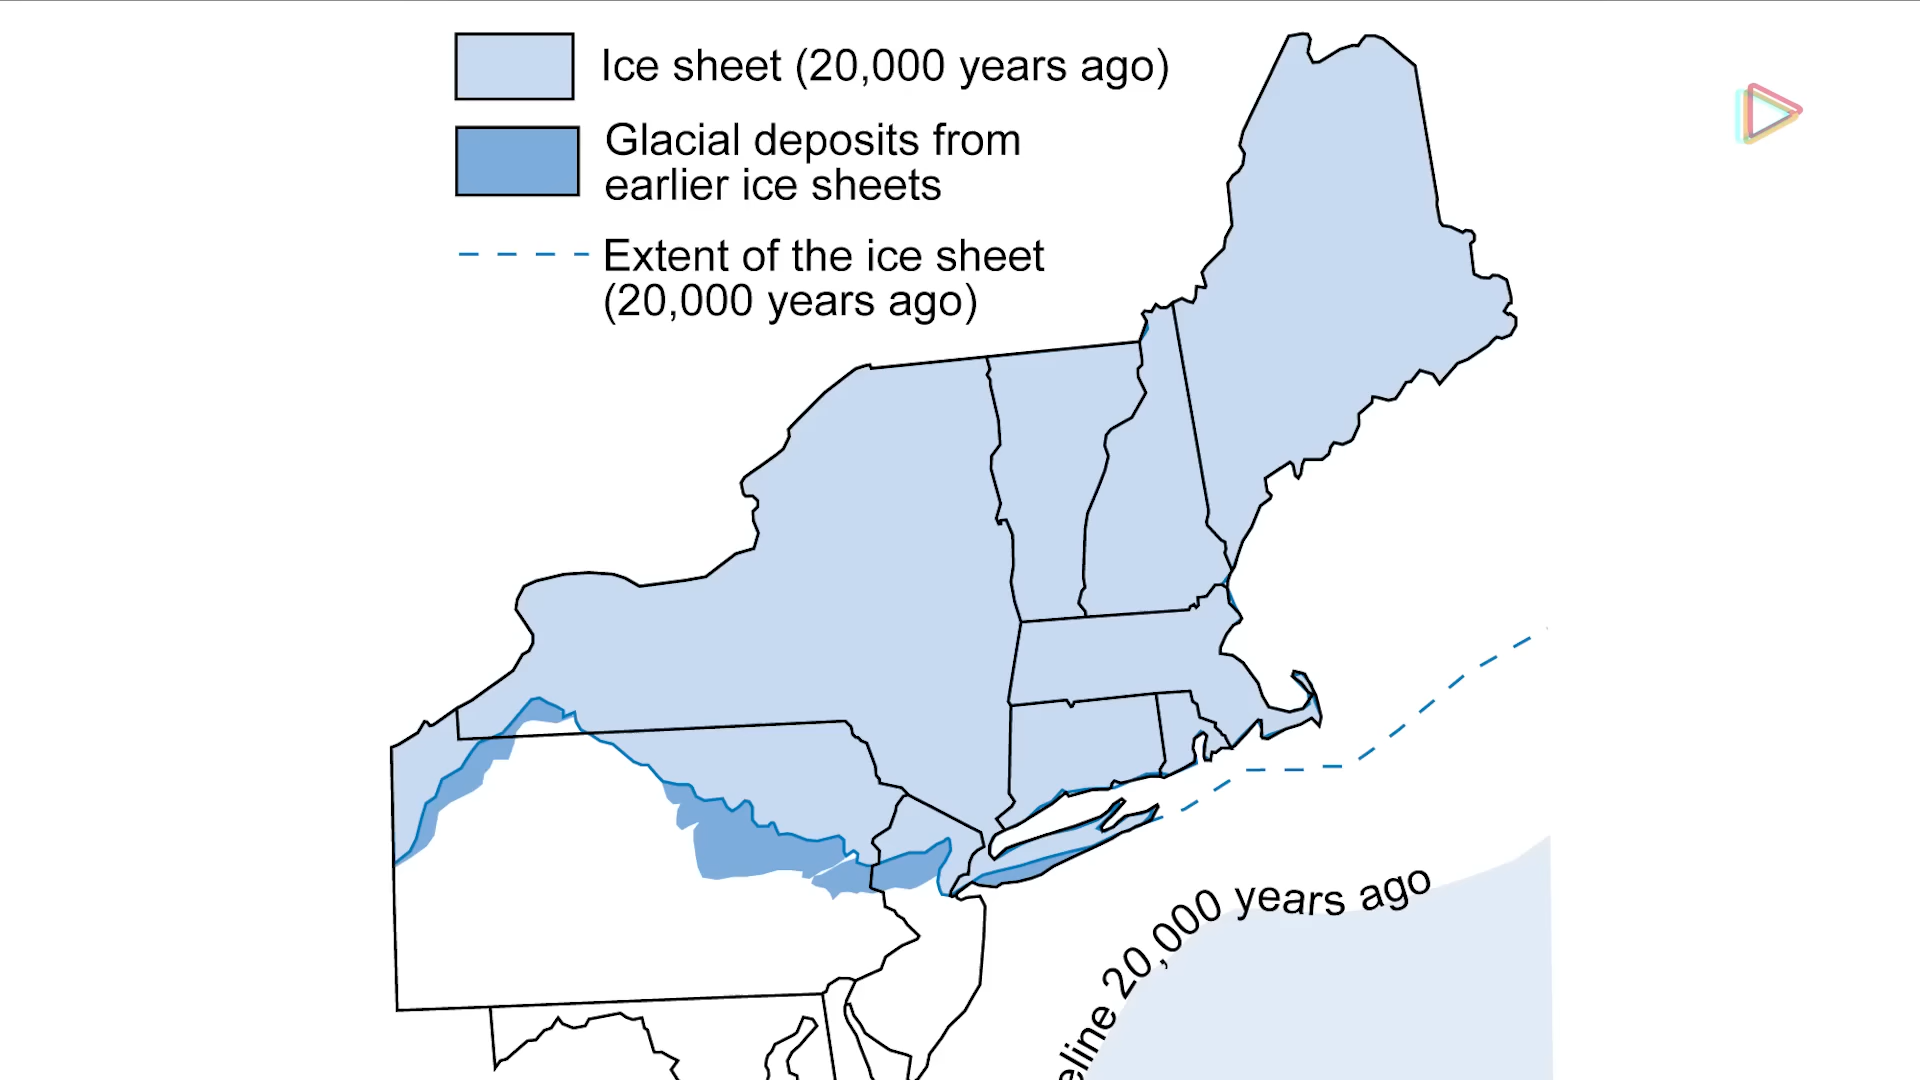 Ice sheet (20,000 years ago)
Glacial deposits from
earlier ice sheets
Extent of the ice sheet
(20,000 years ago)
20,000 years ago